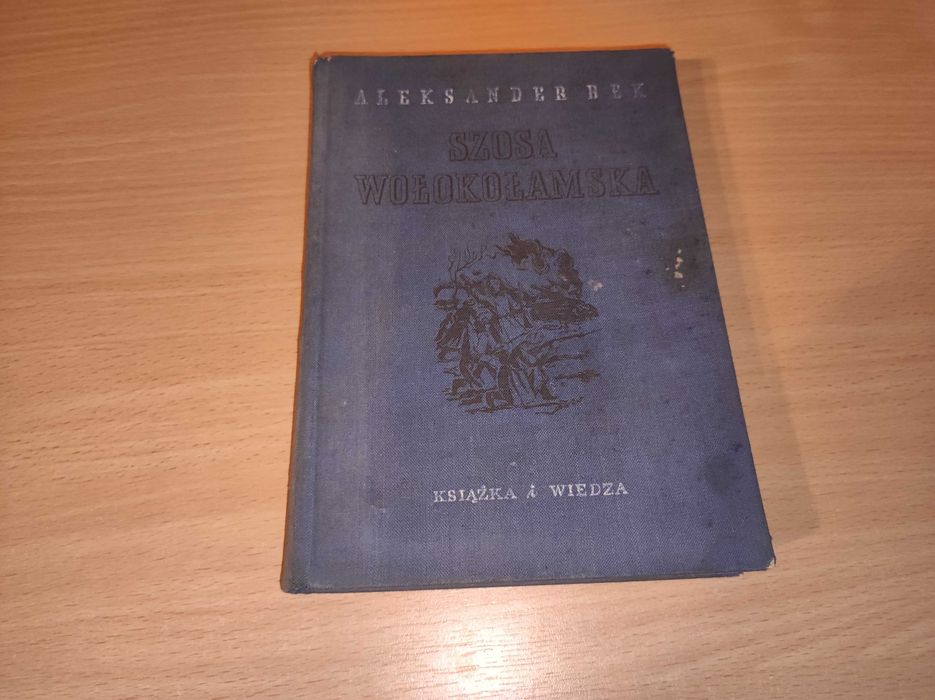 ALEKSANDER BEK
SZOSA
WOŁOKOŁAMSKA
KSIĄŻKA i WIEDZA